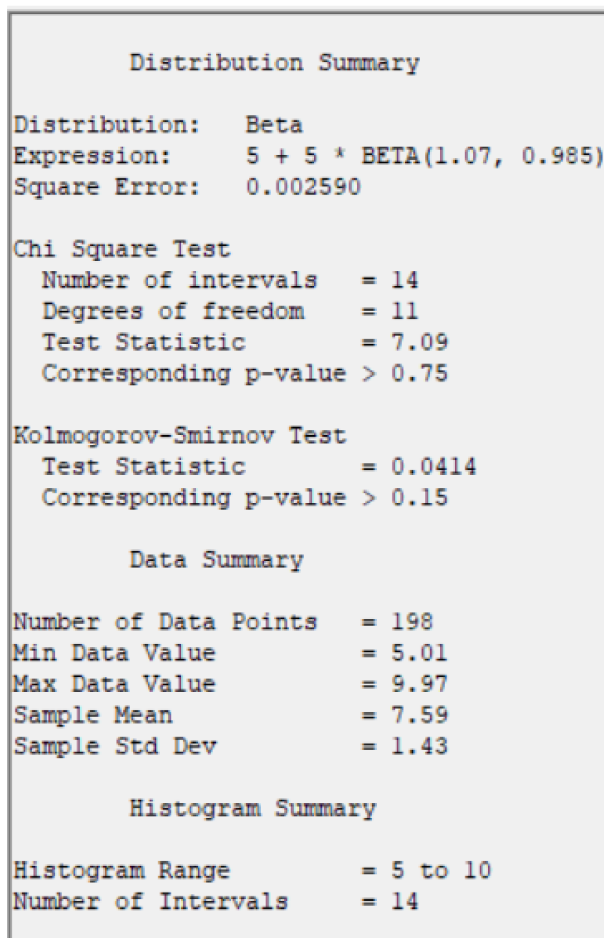 Distribution Summary
Distribution: Beta
Expression: 5 + 5 * BETA(1.07, 0.985)
Square Error: 0.002590
Chi Square Test
Number of intervals = 14
Degrees of freedom = 11
Test Statistic = 7.09
Corresponding p-value > 0.75
Kolmogorov-Smirnov Test
Test Statistic = 0.0414
Corresponding p-value > 0.15
Data Summary
Number of Data Points = 198
Min Data Value = 5.01
Max Data Value = 9.97
Sample Mean = 7.59
Sample Std Dev = 1.43
Histogram Summary
Histogram Range = 5 to 10
Number of Intervals = 14